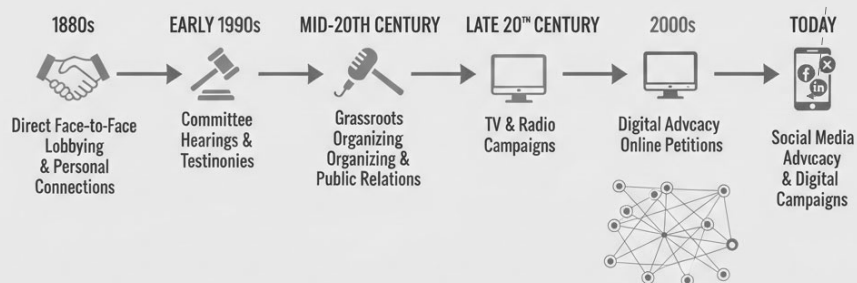 1880s
Direct Face-to-Face
Lobbying
& Personal
Connections
EARLY 1990s
Committee
Hearings &
Testinonies
MID-20TH CENTURY
Grassroots
Organizing
Organizing &
Public Relations
LATE 20TH CENTURY
TV & Radio
Campaigns
2000s
Digital Advcacy
Online Petitions
TODAY
f
X
in
Social Media
Advcacy
& Digital
Campaigns